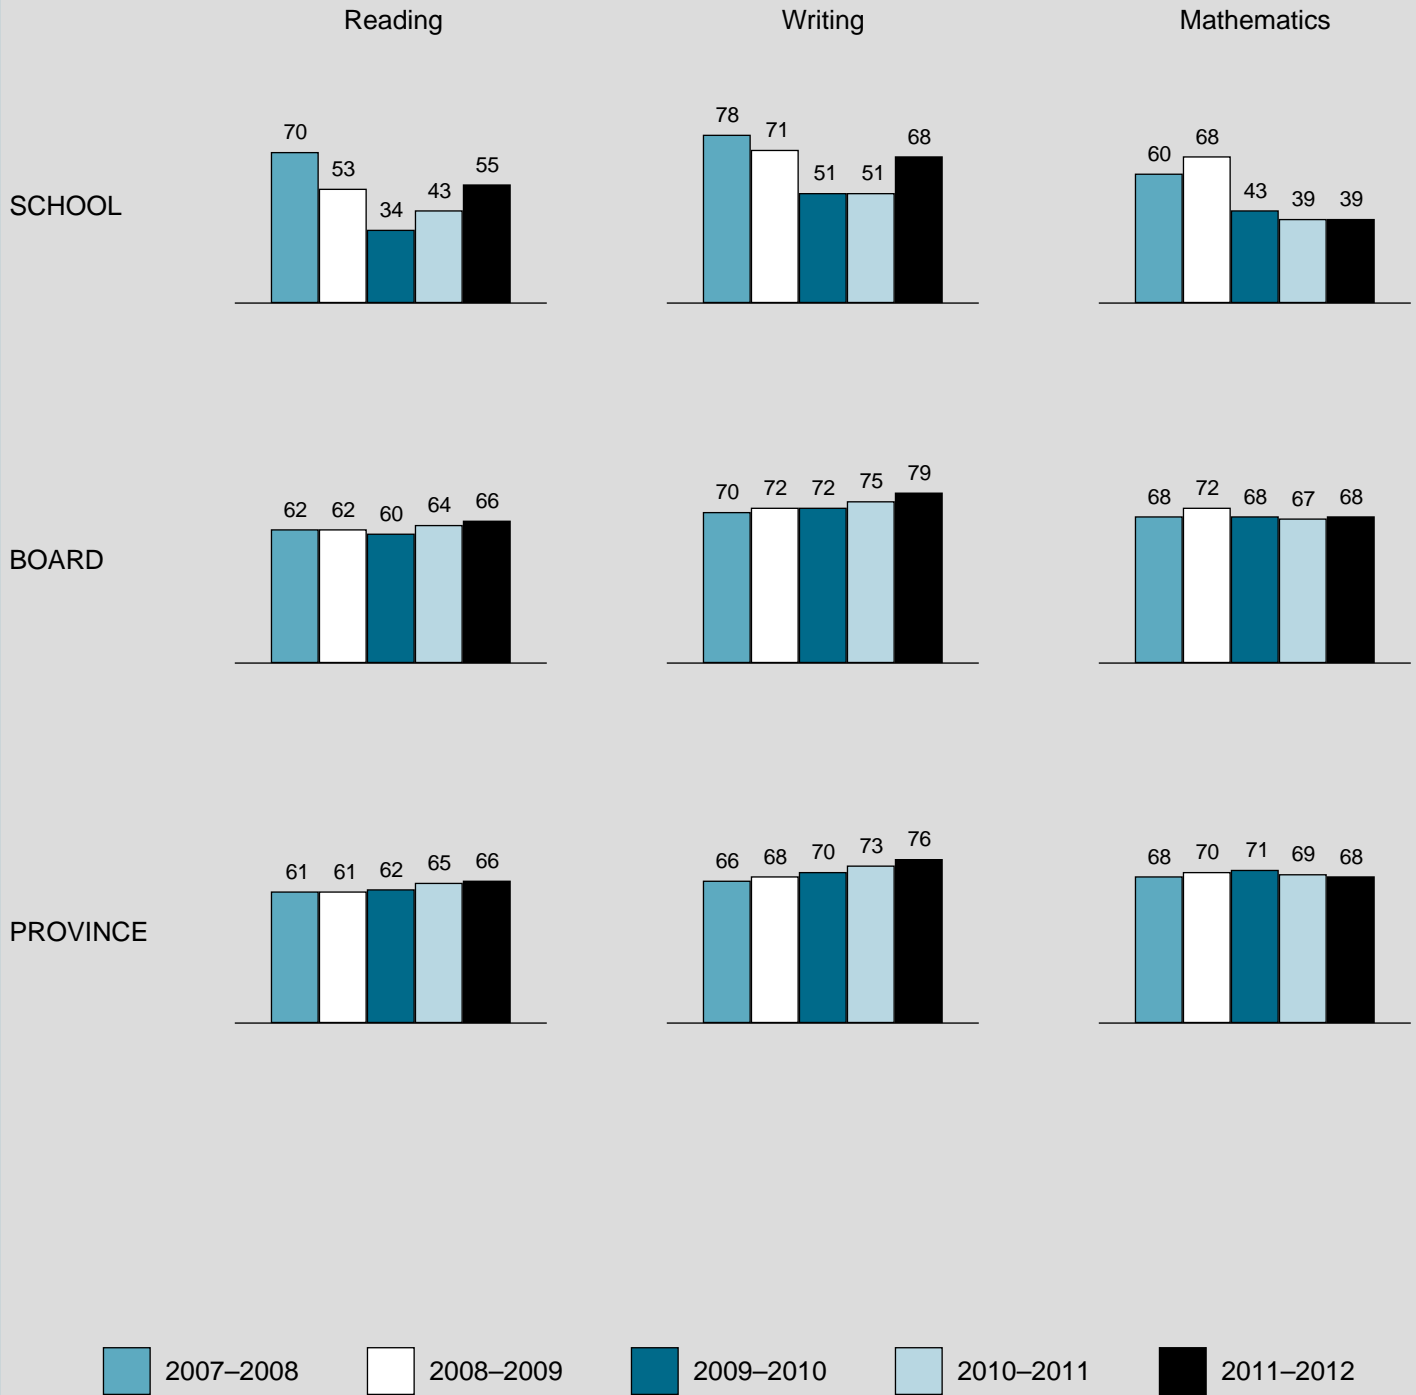 Reading Writing Mathematics
SCHOOL
70 53 34 43 55
78 71 51 51 68
60 68 43 39 39
BOARD
62 62 60 64 66
70 72 72 75 79
68 72 68 67 68
PROVINCE
61 61 62 65 66
66 68 70 73 76
68 70 71 69 68
2007–2008 2008–2009 2009–2010 2010–2011 2011–2012